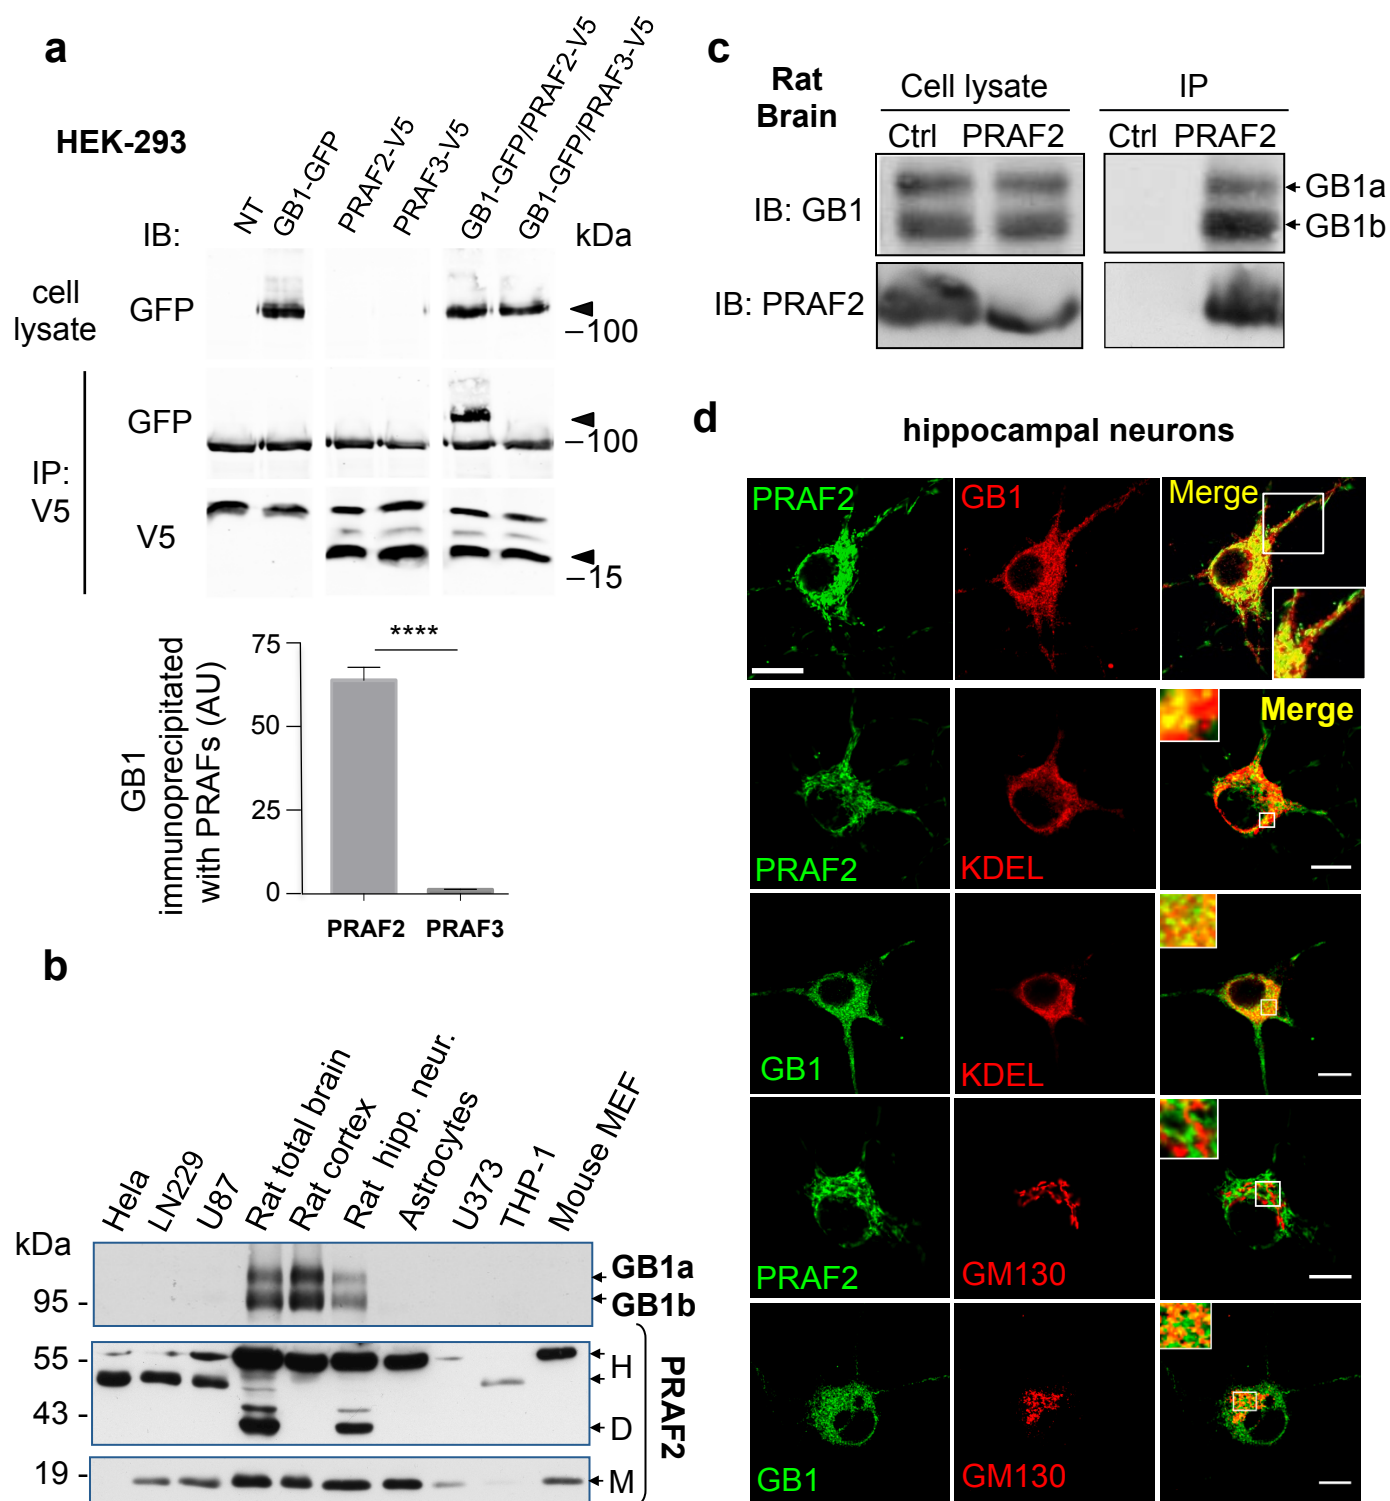 a
HEK-293
IB:
NT
GB1-GFP
PRAF2-V5
PRAF3-V5
GB1-GFP/PRAF2-V5
GB1-GFP/PRAF3-V5
kDa
cell
lysate
GFP
–100
IP:
V5
GFP
–100
V5
–15
GB1
immunoprecipitated
with PRAFs (AU)
75
50
25
0
****
PRAF2
PRAF3
b
Hela
LN229
U87
Rat total brain
Rat cortex
Rat hipp. neur.
Astrocytes
U373
THP-1
Mouse MEF
kDa
95 -
GB1a
GB1b
55 -
43 -
H
D
19 -
M
PRAF2
c
Rat
Brain
Cell lysate
IP
Ctrl PRAF2
Ctrl PRAF2
IB: GB1
GB1a
GB1b
IB: PRAF2
d
hippocampal neurons
PRAF2
GB1
Merge
Merge
PRAF2
KDEL
GB1
KDEL
PRAF2
GM130
GB1
GM130